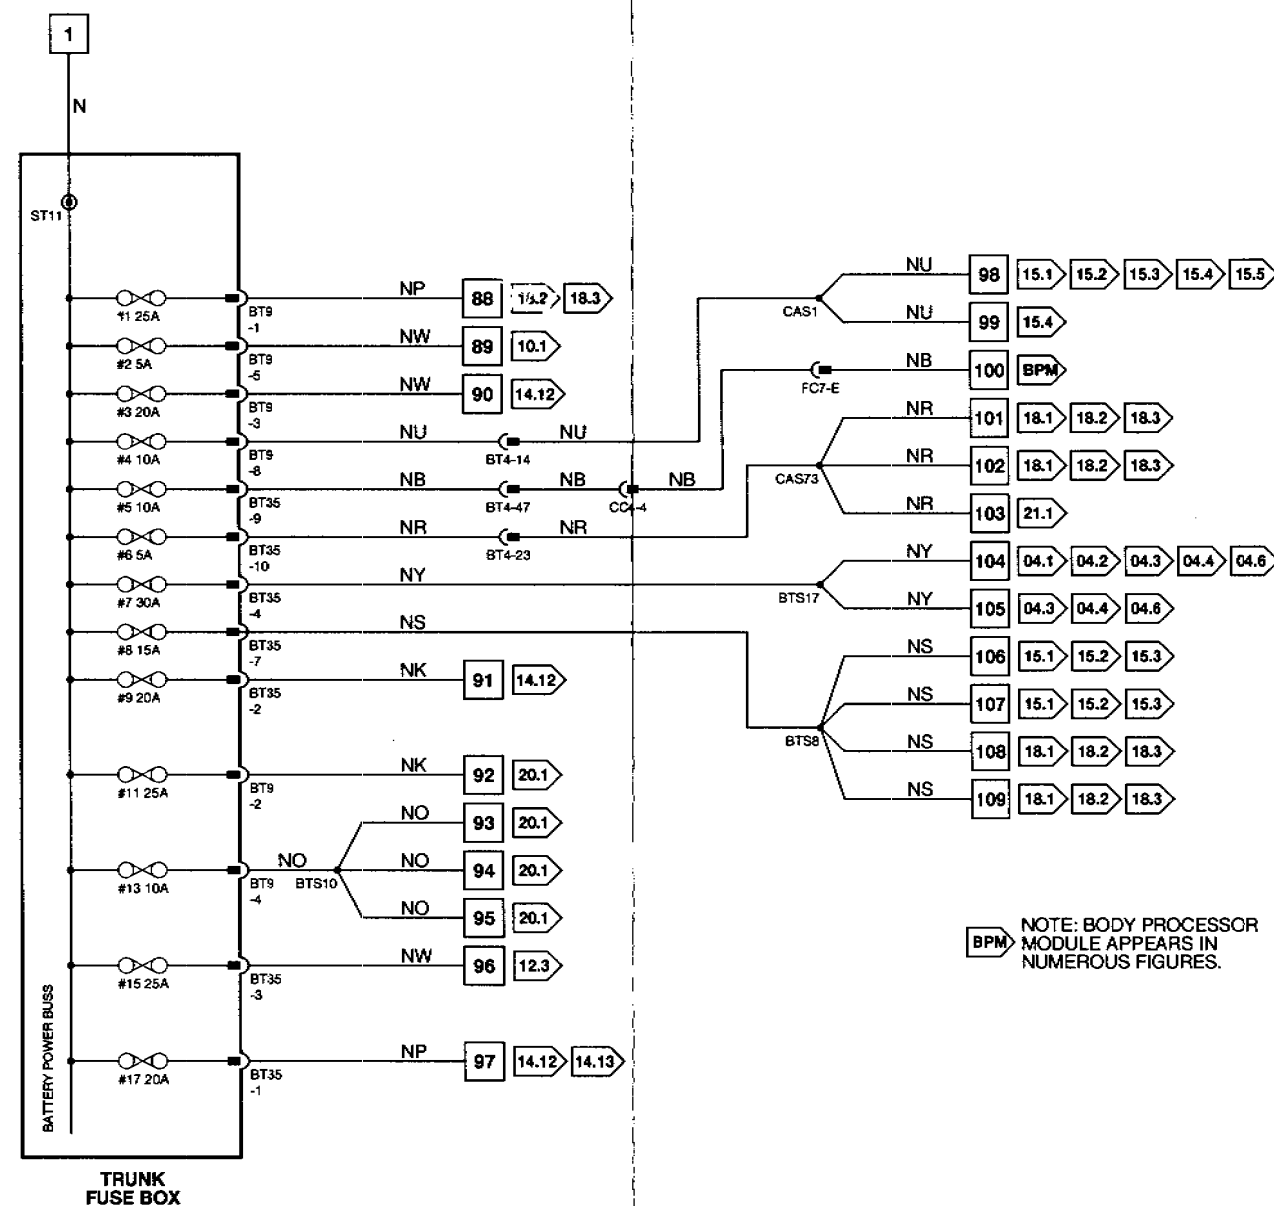 1
N
ST11
#1 25A BT9 -1 NP 88 18.3
#2 5A BT9 -5 NW 89 10.1
#3 20A BT9 -3 NW 90 14.12
#4 10A BT9 -8 NU BT4-14 NU
#5 10A BT35 -9 NB BT4-47 NB CC4-4 NB
#6 5A BT35 -10 NR BT4-23 NR
#7 30A BT35 -4 NY
#8 15A BT35 -7 NS
#9 20A BT35 -2 NK 91 14.12
#11 25A BT9 -2 NK 92 20.1
NO 93 20.1
#13 10A BT9 -4 NO BTS10 NO 94 20.1
NO 95 20.1
#15 25A BT35 -3 NW 96 12.3
#17 20A BT35 -1 NP 97 14.12 14.13
BATTERY POWER BUSS
TRUNK
FUSE BOX
CAS1
NU 98 15.1 15.2 15.3 15.4 15.5
NU 99 15.4
FC7-E NB 100 BPM
CAS73
NR 101 18.1 18.2 18.3
NR 102 18.1 18.2 18.3
NR 103 21.1
BTS17
NY 104 04.1 04.2 04.3 04.4 04.6
NY 105 04.3 04.4 04.6
BTS8
NS 106 15.1 15.2 15.3
NS 107 15.1 15.2 15.3
NS 108 18.1 18.2 18.3
NS 109 18.1 18.2 18.3
BPM
NOTE: BODY PROCESSOR
MODULE APPEARS IN
NUMEROUS FIGURES.